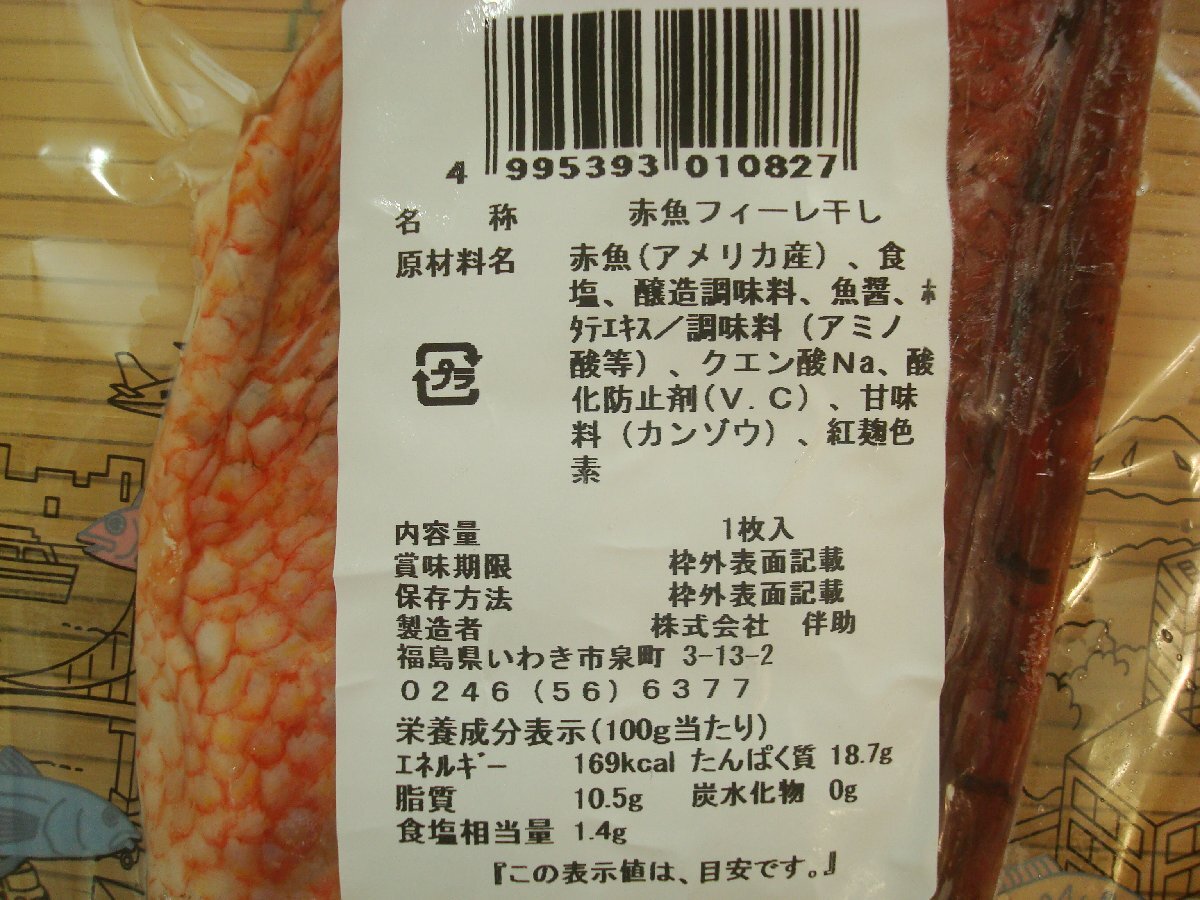 4 995393 010827
名 称 赤魚フィーレ干し
原材料名 赤魚(アメリカ産)、食
塩、醸造調味料、魚醤、ホ
タテエキス/調味料(アミノ
酸等)、クエン酸Na、酸
化防止剤(V.C)、甘味
料(カンゾウ)、紅麹色
素
プラ
内容量 1枚入
賞味期限 枠外表面記載
保存方法 枠外表面記載
製造者 株式会社 伴助
福島県いわき市泉町 3-13-2
0246(56)6377
栄養成分表示(100g当たり)
エネルギー 169kcal たんぱく質 18.7g
脂質 10.5g 炭水化物 0g
食塩相当量 1.4g
『この表示値は、目安です。』